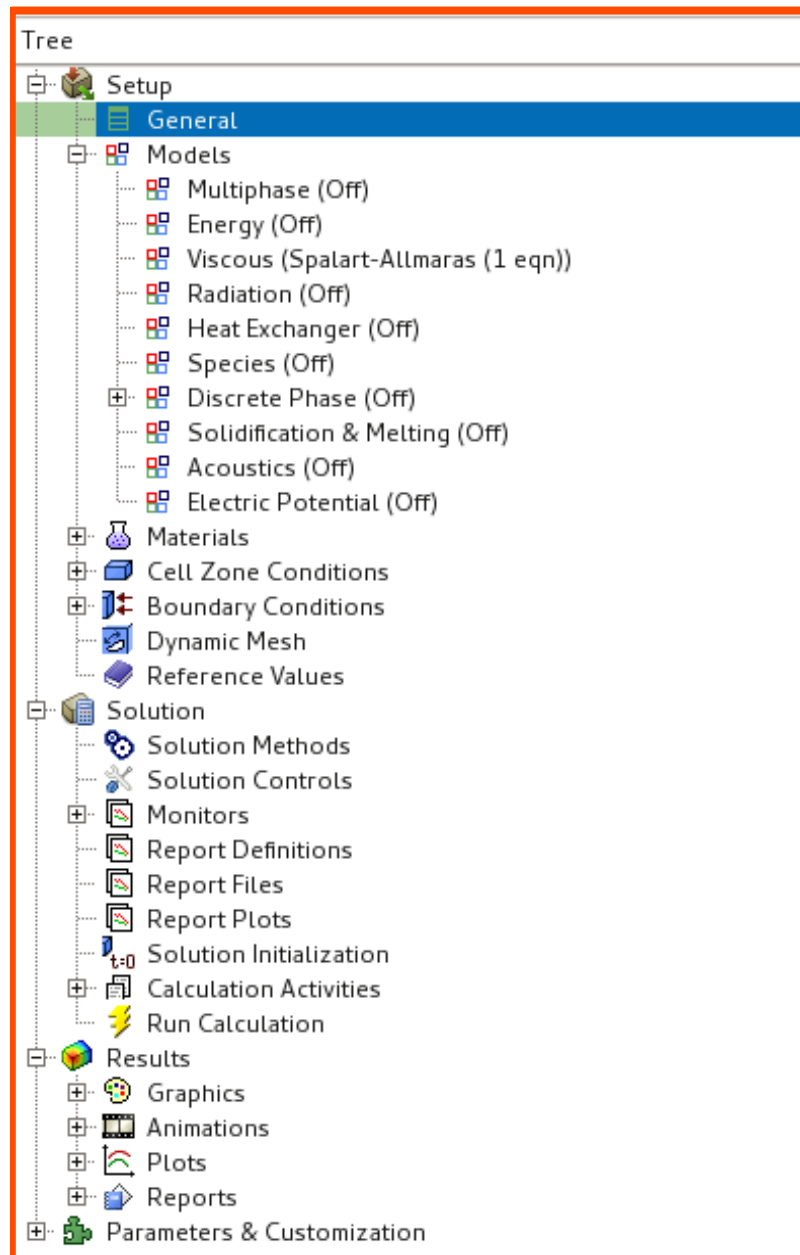 Tree
Setup
General
Models
Multiphase (Off)
Energy (Off)
Viscous (Spalart-Allmaras (1 eqn))
Radiation (Off)
Heat Exchanger (Off)
Species (Off)
Discrete Phase (Off)
Solidification & Melting (Off)
Acoustics (Off)
Electric Potential (Off)
Materials
Cell Zone Conditions
Boundary Conditions
Dynamic Mesh
Reference Values
Solution
Solution Methods
Solution Controls
Monitors
Report Definitions
Report Files
Report Plots
t=0 Solution Initialization
Calculation Activities
Run Calculation
Results
Graphics
Animations
Plots
Reports
Parameters & Customization